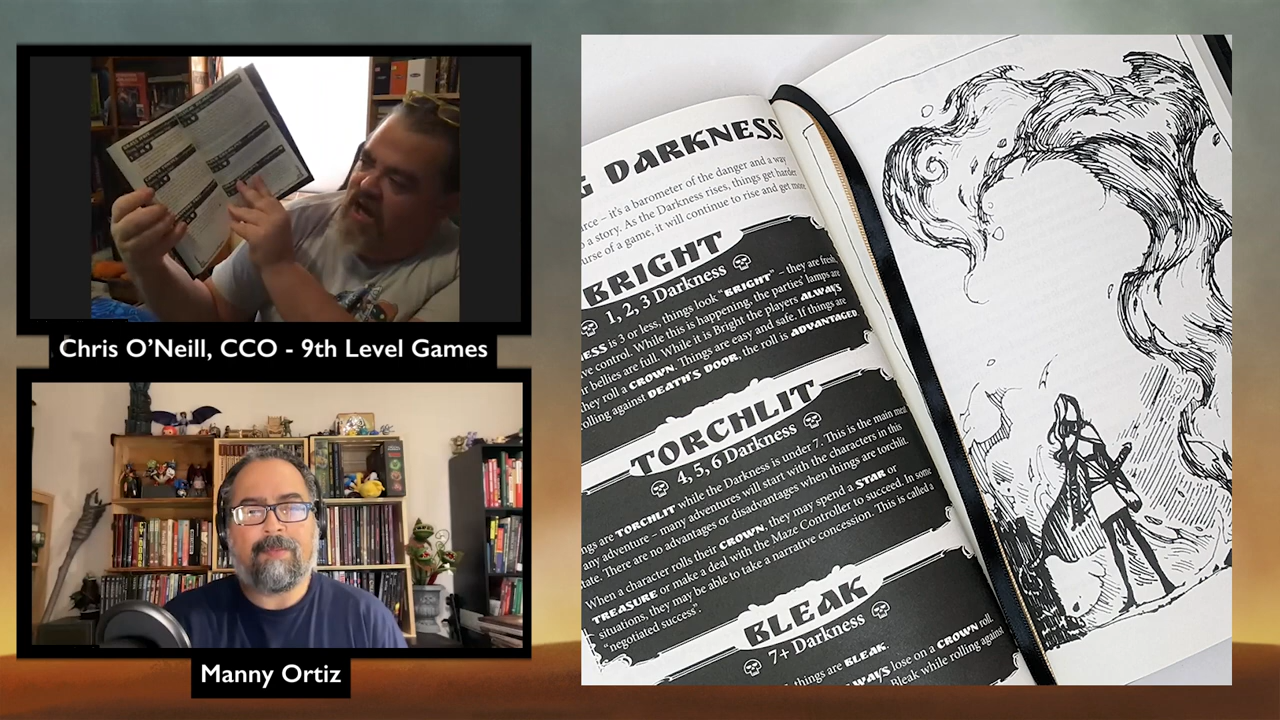 Chris O'Neill, CCO - 9th Level Games
Manny Ortiz
G DARKNESS
rce – it's a barometer of the danger and a way
o a story. As the Darkness rises, things get harder
urse of a game, it will continue to rise and get more
BRIGHT
1, 2, 3 Darkness
ESS is 3 or less, things look "BRIGHT" – they are fresh,
ve control. While this is happening, the parties' lamps are
ir bellies are full. While it is Bright the players ALWAYS
they roll a CROWN. Things are easy and safe. If things are
rolling against DEATH'S DOOR, the roll is ADVANTAGED.
TORCHLIT
4, 5, 6 Darkness
ngs are TORCHLIT while the Darkness is under 7. This is the main meat
any adventure – many adventures will start with the characters in this
tate. There are no advantages or disadvantages when things are torchlit.
When a character rolls their CROWN, they may spend a STAR or
TREASURE or make a deal with the Maze Controller to succeed. In some
situations, they may be able to take a narrative concession. This is called a
"negotiated success".
BLEAK
7+ Darkness
things are BLEAK.
WAYS lose on a CROWN roll.
Bleak while rolling against